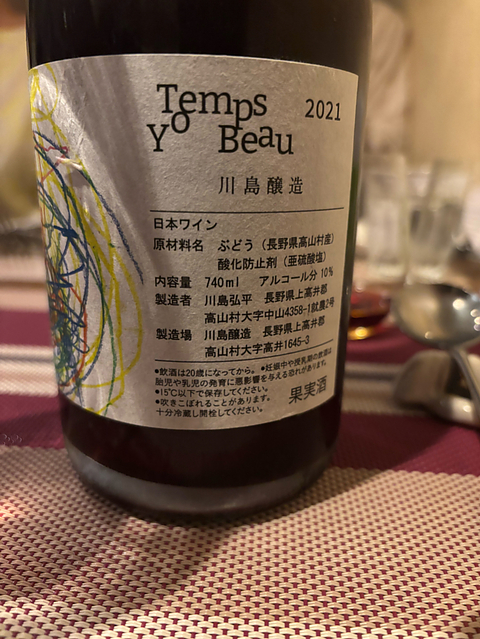 Temps 2021
Yo Beau
川島醸造
日本ワイン
原材料名 ぶどう（長野県高山村産）
酸化防止剤（亜硫酸塩）
内容量 740ml アルコール分10%
製造者 川島弘平 長野県上高井郡
高山村大字中山4358-1就農2号
製造場 川島醸造 長野県上高井郡
高山村大字高井1645-3
●飲酒は20歳になってから。●妊娠中や授乳期の飲酒は、
胎児や乳児の発育に悪影響を与える恐れがあります。
●15℃以下で保存してください。
●吹きこぼれることがあります。
十分冷蔵し開栓してください。
果実酒